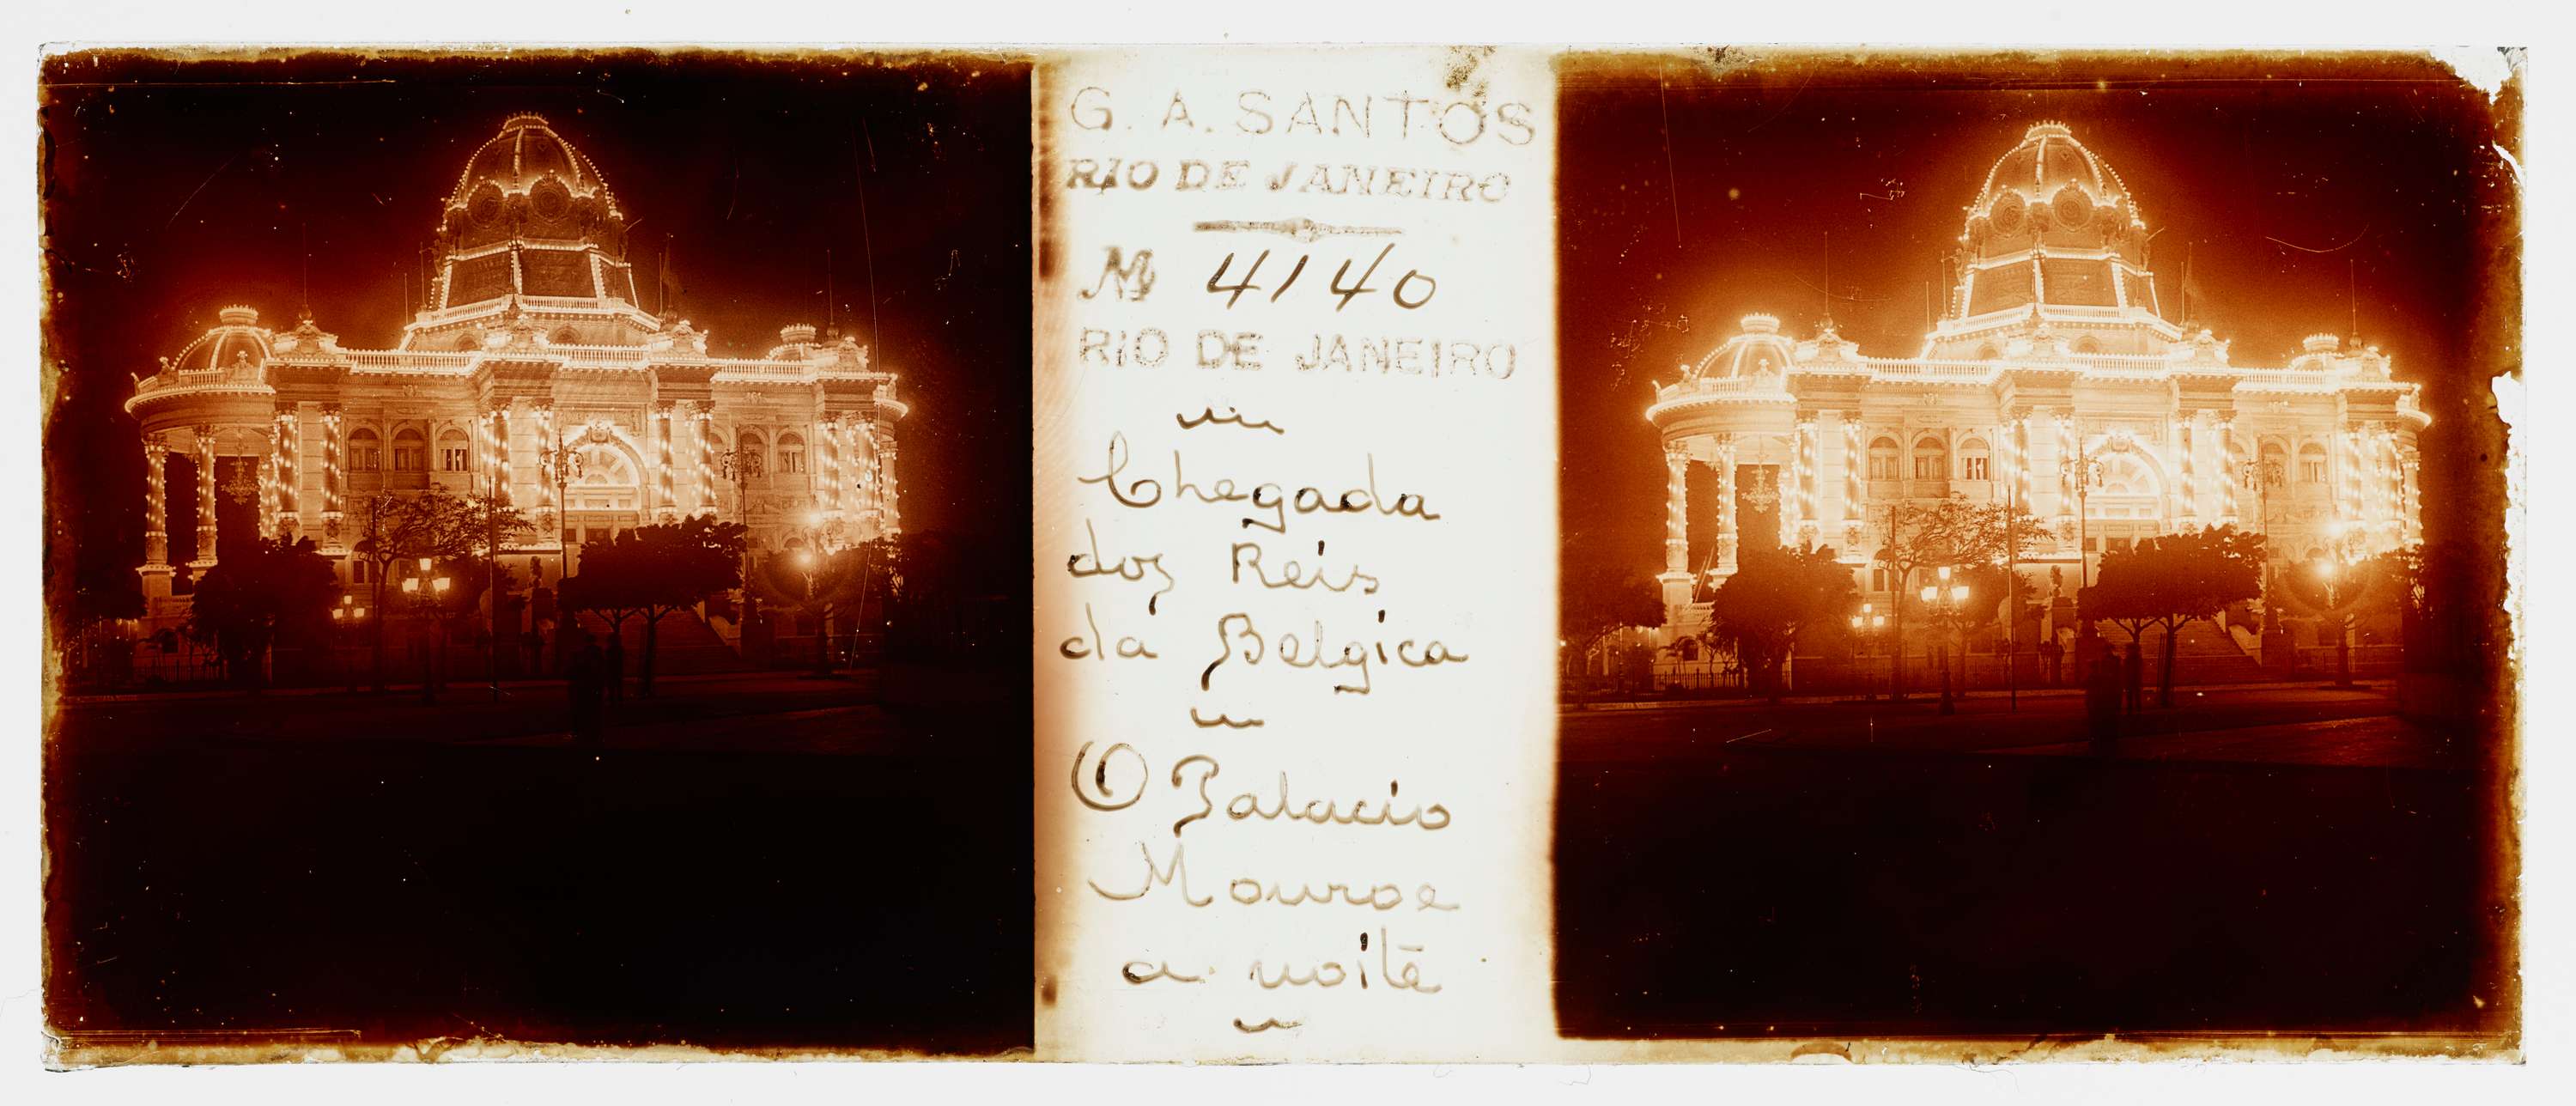 G. A. SANTOS
RIO DE JANEIRO
Nº 4140
RIO DE JANEIRO
Chegada
dos Reis
da Belgica
O Palacio
Monroe
a noite